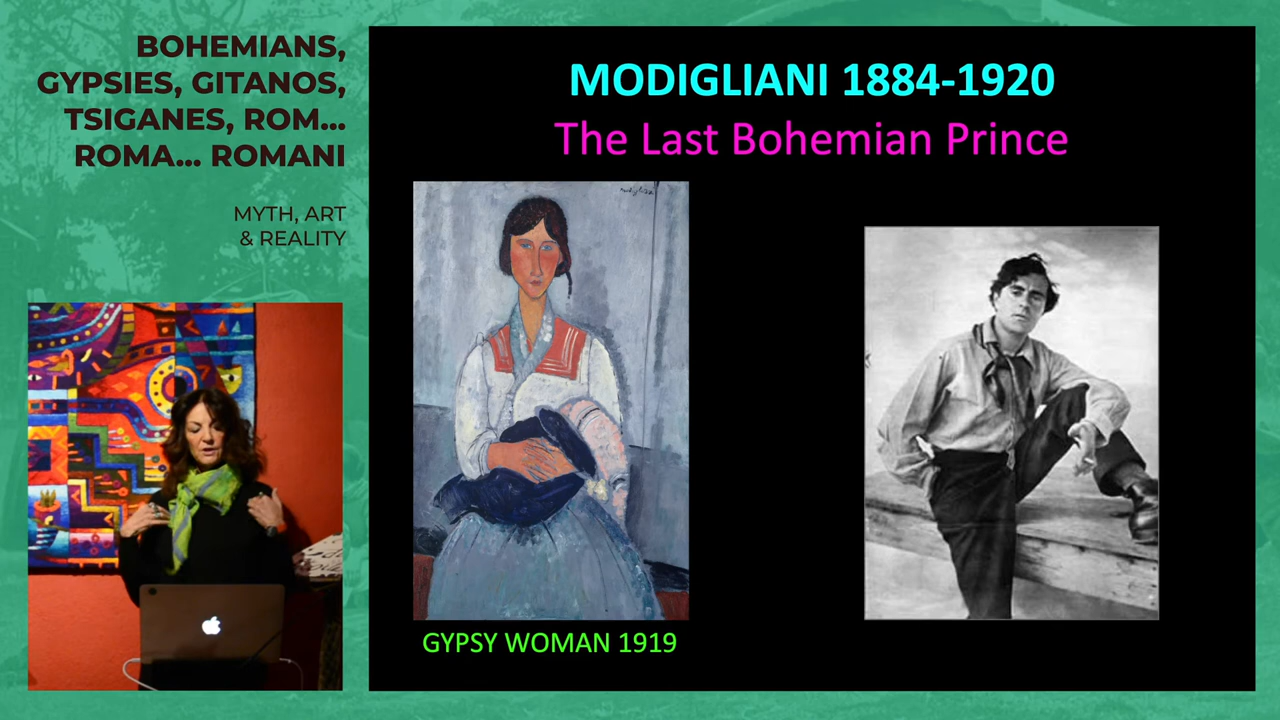 BOHEMIANS,
GYPSIES, GITANOS,
TSIGANES, ROM...
ROMA... ROMANI
MYTH, ART
& REALITY
MODIGLIANI 1884-1920
The Last Bohemian Prince
GYPSY WOMAN 1919